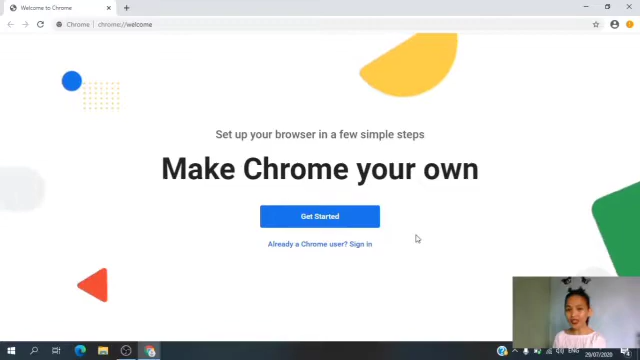 Welcome to Chrome
Chrome | chrome://welcome
Set up your browser in a few simple steps
Make Chrome your own
Get Started
Already a Chrome user? Sign in
ENG
29/07/2020